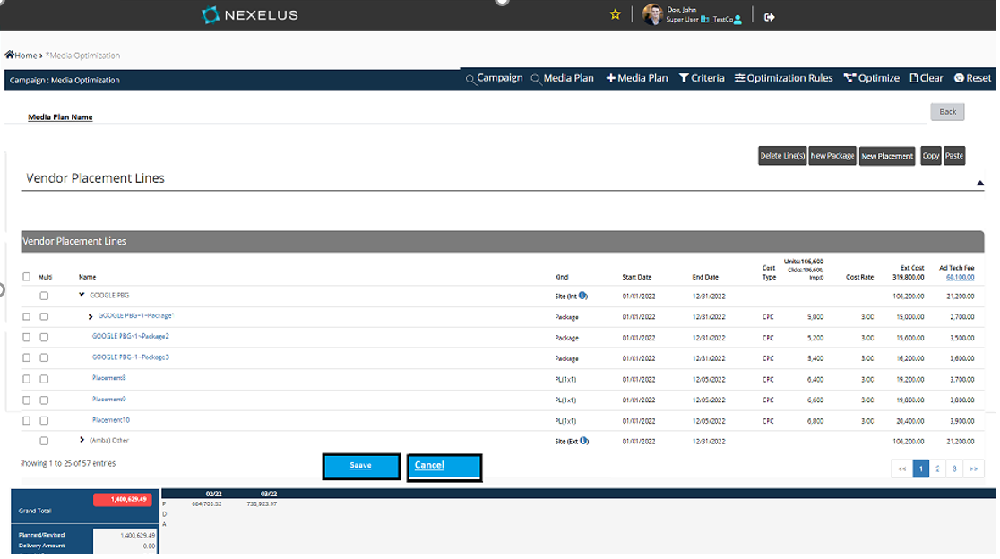 NEXELUS
Doe, John
Super User _TestCo
Home > *Media Optimization
Campaign : Media Optimization
Campaign Media Plan Media Plan Criteria Optimization Rules Optimize Clear Reset
Media Plan Name
Back
Delete Line(s) New Package New Placement Copy Paste
Vendor Placement Lines
Vendor Placement Lines
Multi Name Kind Start Date End Date Cost Type Units:106,600 Clicks:106,600, Imp:0 Cost Rate Ext Cost 319,800.00 Ad Tech Fee 68,100.00
GOOGLE PBG Site (Int) 01/01/2022 12/31/2022 106,200.00 21,200.00
GOOGLE PBG~1~Package1 Package 01/01/2022 12/31/2022 CPC 5,000 3.00 15,000.00 2,700.00
GOOGLE PBG~1~Package2 Package 01/01/2022 12/31/2022 CPC 5,200 3.00 15,600.00 3,500.00
GOOGLE PBG~1~Package3 Package 01/01/2022 12/31/2022 CPC 5,400 3.00 16,200.00 3,600.00
Placement8 PL(1x1) 01/01/2022 12/05/2022 CPC 6,400 3.00 19,200.00 3,700.00
Placement9 PL(1x1) 01/01/2022 12/05/2022 CPC 6,600 3.00 19,800.00 3,800.00
Placement10 PL(1x1) 01/01/2022 12/05/2022 CPC 6,800 3.00 20,400.00 3,900.00
(Amba) Other Site (Ext) 01/01/2022 12/31/2022 106,200.00 21,200.00
Showing 1 to 25 of 57 entries
Saave
Cancel
<< 1 2 3 >>
02/22 03/22
Grand Total 1,400,629.49
P 664,705.52 735,923.97
D
A
Planned/Revised 1,400,629.49
Delivery Amount 0.00